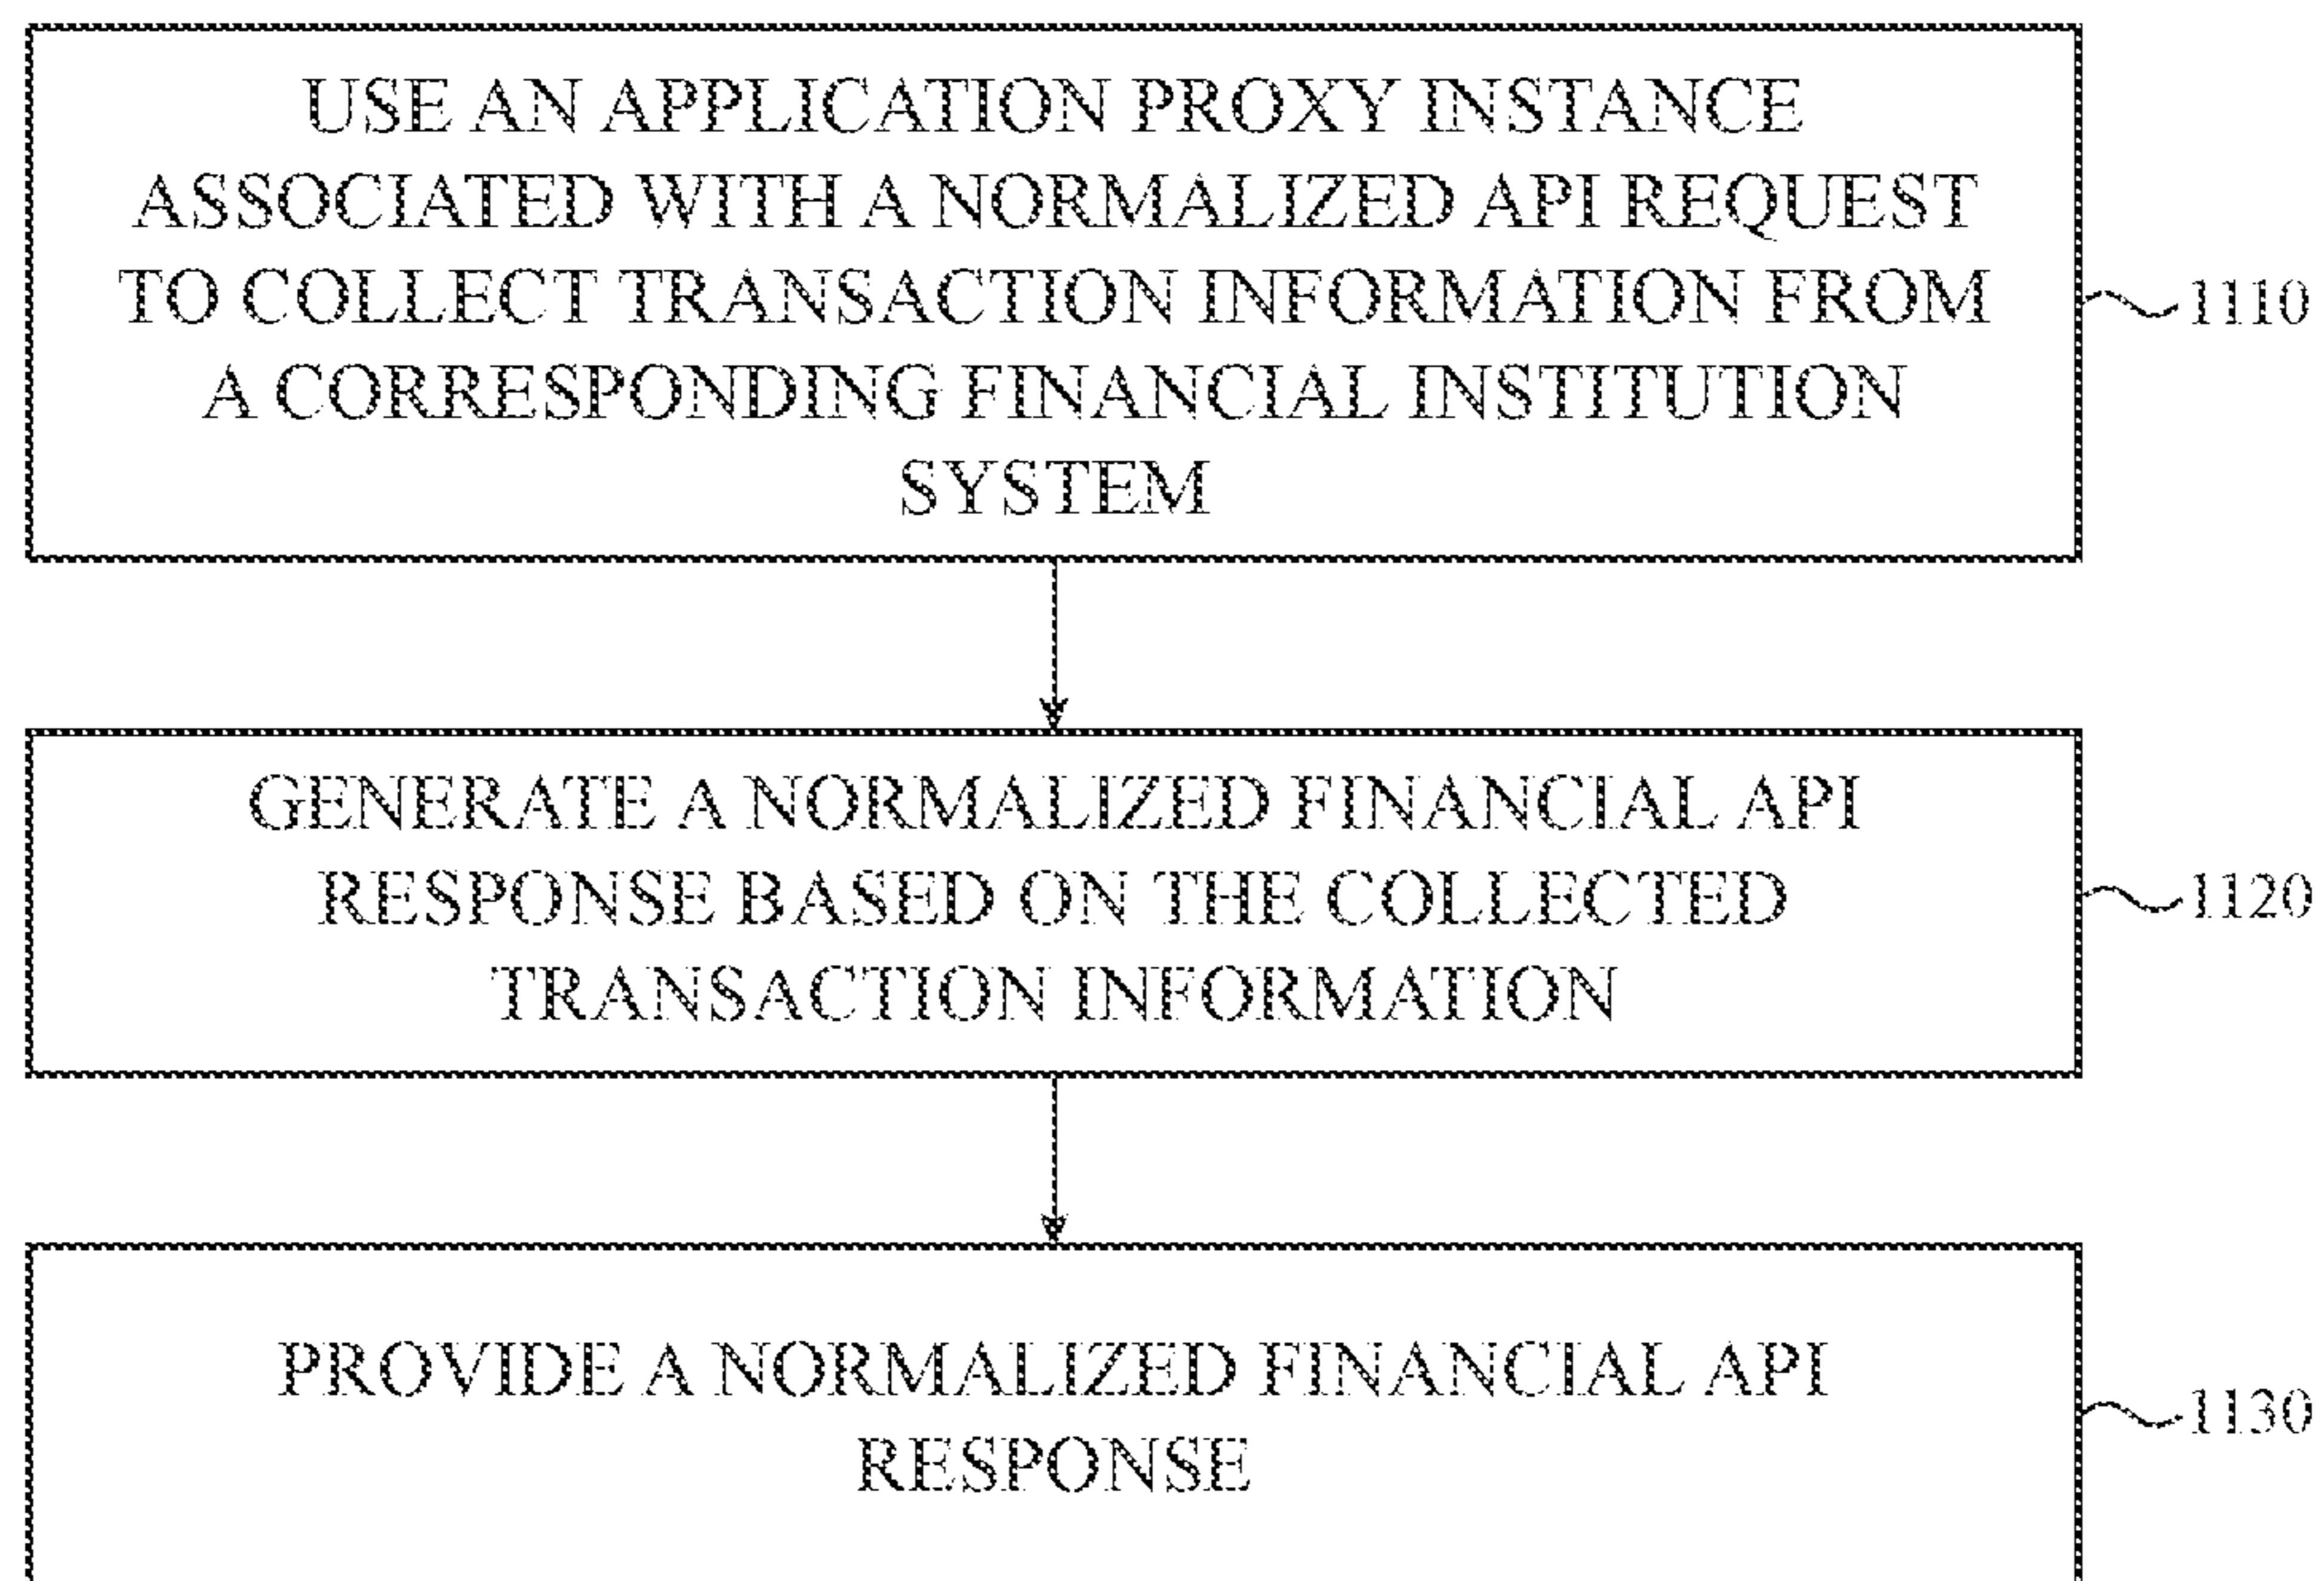 USE AN APPLICATION PROXY INSTANCE
ASSOCIATED WITH A NORMALIZED API REQUEST
TO COLLECT TRANSACTION INFORMATION FROM
A CORRESPONDING FINANCIAL INSTITUTION
SYSTEM
1110
GENERATE A NORMALIZED FINANCIAL API
RESPONSE BASED ON THE COLLECTED
TRANSACTION INFORMATION
1120
PROVIDE A NORMALIZED FINANCIAL API
RESPONSE
1130